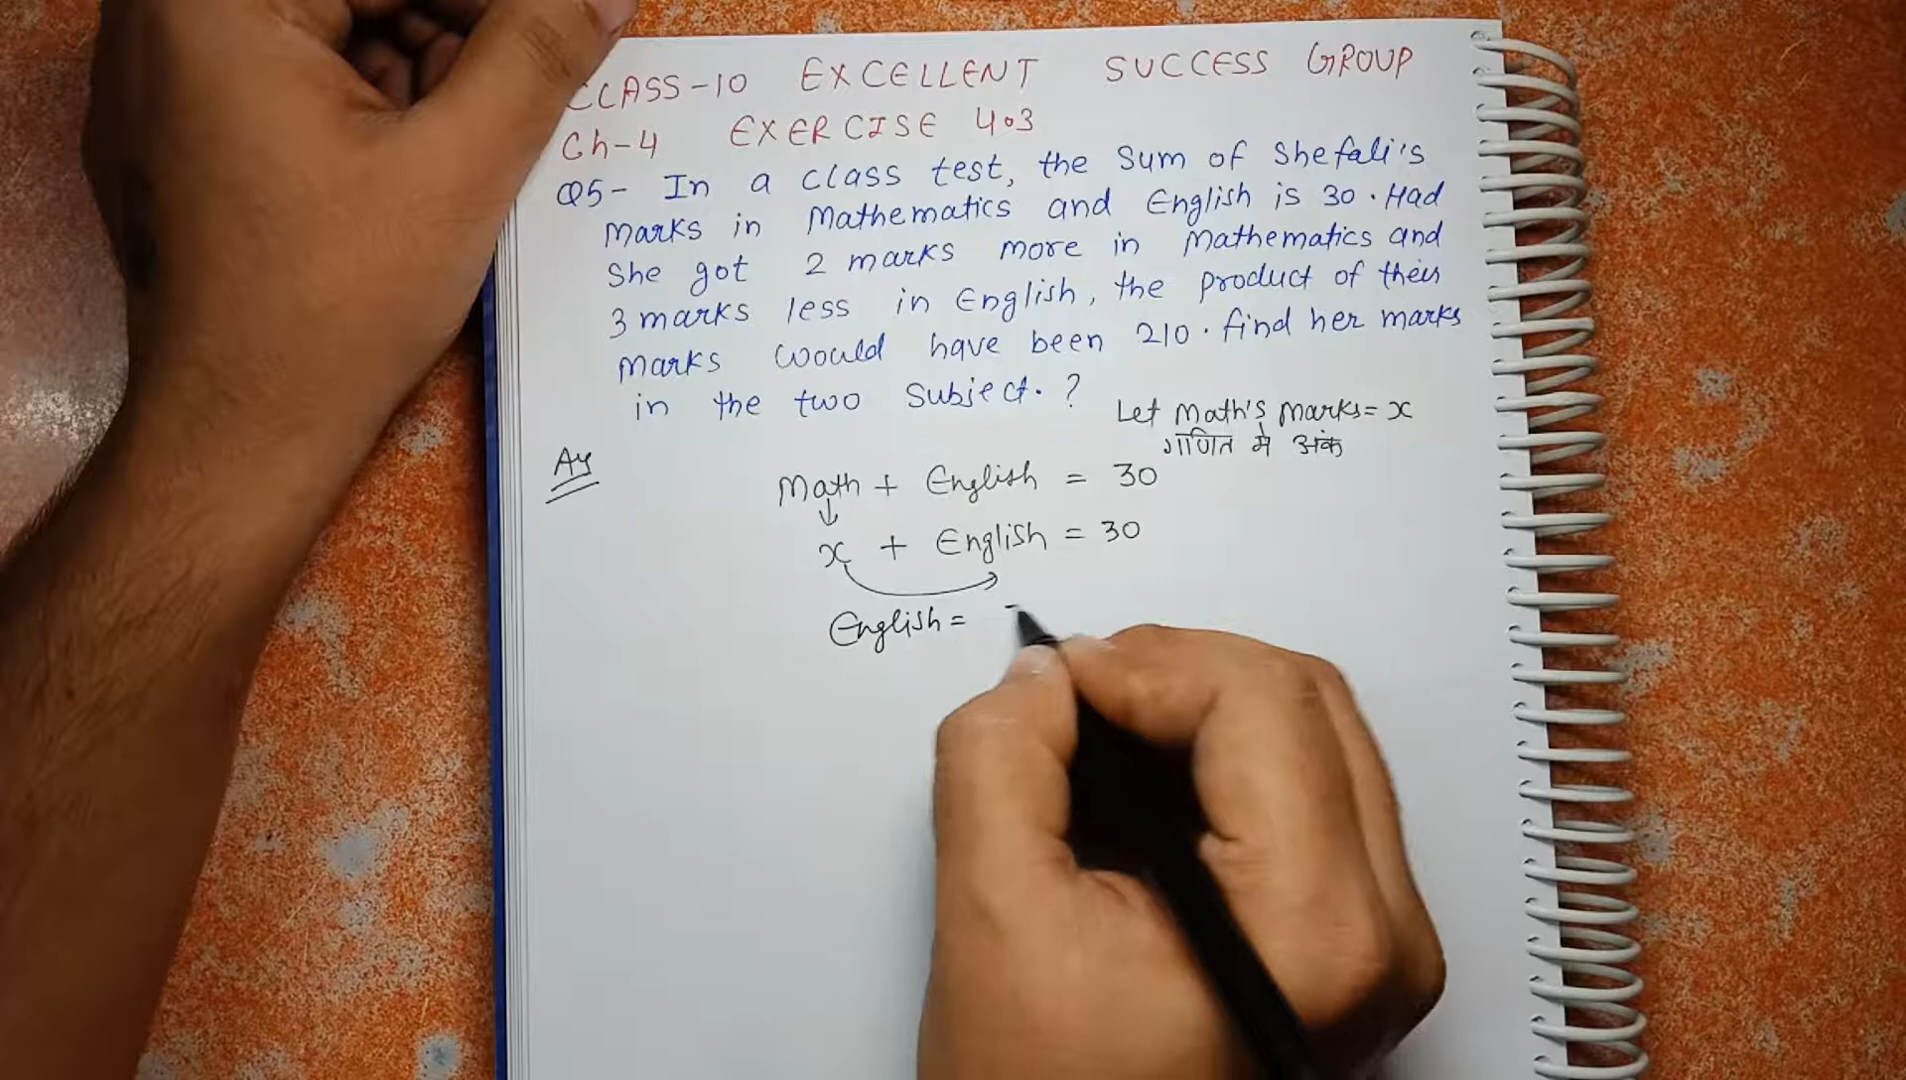 CLASS-10 EXCELLENT SUCCESS GROUP
Ch-4 EXERCISE 4.3
Q5- In a class test, the sum of Shefali's
Marks in Mathematics and English is 30. Had
She got 2 marks more in Mathematics and
3 marks less in English, the product of their
Marks would have been 210. find her marks
in the two Subject. ?
Let Math's Marks = x
गणित मे अंक
Math + English = 30
x + English = 30
English =